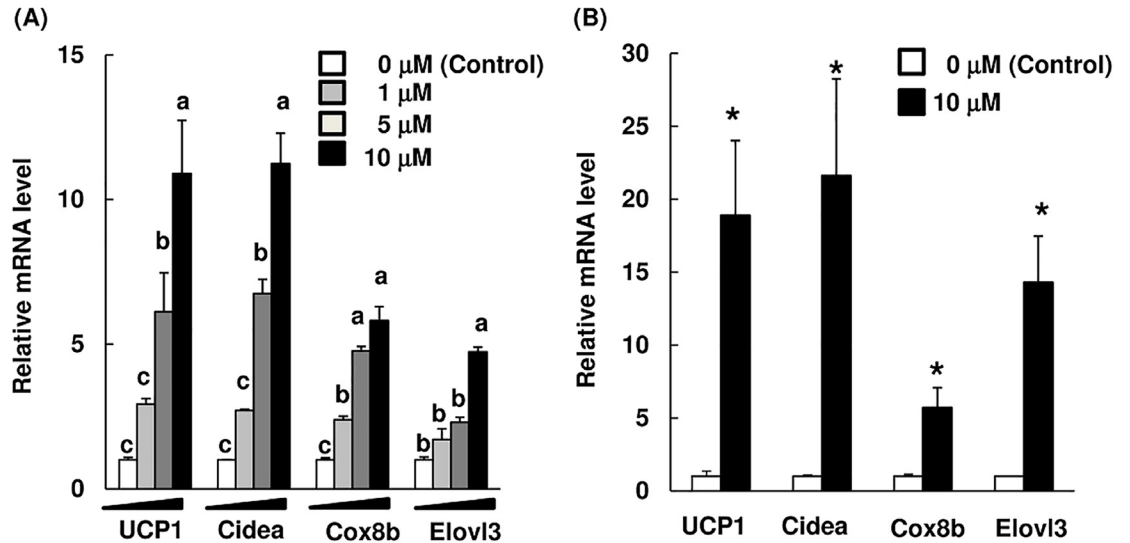 (A)
Relative mRNA level
15
10
5
0
0 μM (Control)
1 μM
5 μM
10 μM
c
c
b
a
c
c
b
a
c
b
a
a
b
b
b
a
UCP1 Cidea Cox8b Elovl3
(B)
Relative mRNA level
30
25
20
15
10
5
0
0 μM (Control)
10 μM
*
*
*
*
UCP1 Cidea Cox8b Elovl3